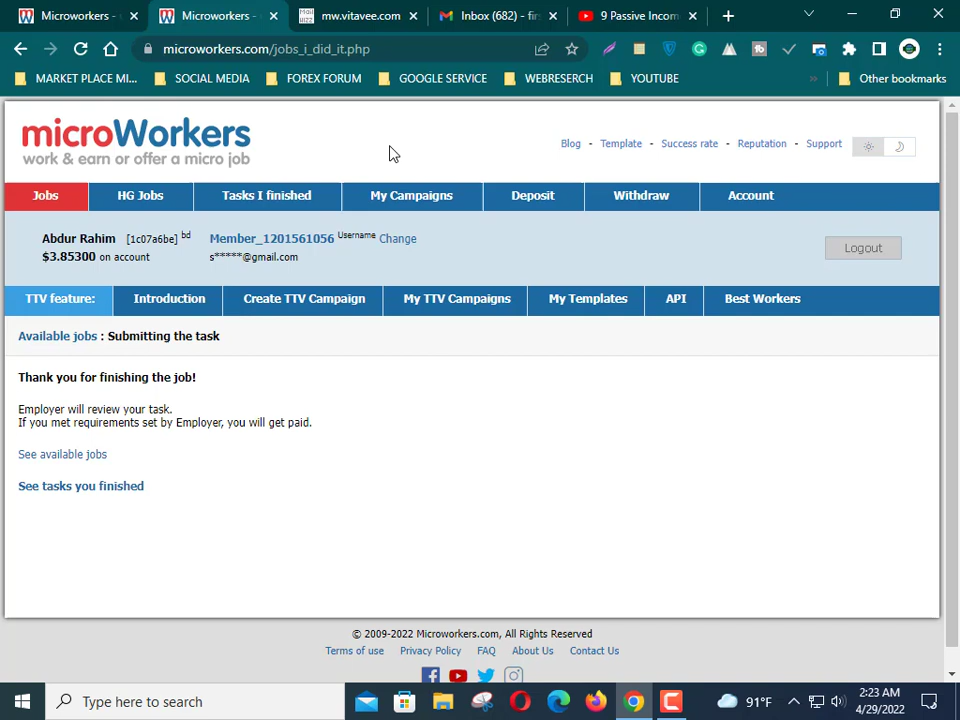 Microworkers -
Microworkers -
mw.vitavee.com
Inbox (682) - fir
9 Passive Incom
microworkers.com/jobs_i_did_it.php
MARKET PLACE MI...
SOCIAL MEDIA
FOREX FORUM
GOOGLE SERVICE
WEBRESERCH
YOUTUBE
»
Other bookmarks
microWorkers
work & earn or offer a micro job
Blog - Template - Success rate - Reputation - Support
Jobs
HG Jobs
Tasks I finished
My Campaigns
Deposit
Withdraw
Account
Abdur Rahim [1c07a6be] bd
Member_1201561056 Username Change
$3.85300 on account
s*****@gmail.com
Logout
TTV feature:
Introduction
Create TTV Campaign
My TTV Campaigns
My Templates
API
Best Workers
Available jobs : Submitting the task
Thank you for finishing the job!
Employer will review your task.
If you met requirements set by Employer, you will get paid.
See available jobs
See tasks you finished
© 2009-2022 Microworkers.com, All Rights Reserved
Terms of use
Privacy Policy
FAQ
About Us
Contact Us
Type here to search
91°F
2:23 AM
4/29/2022